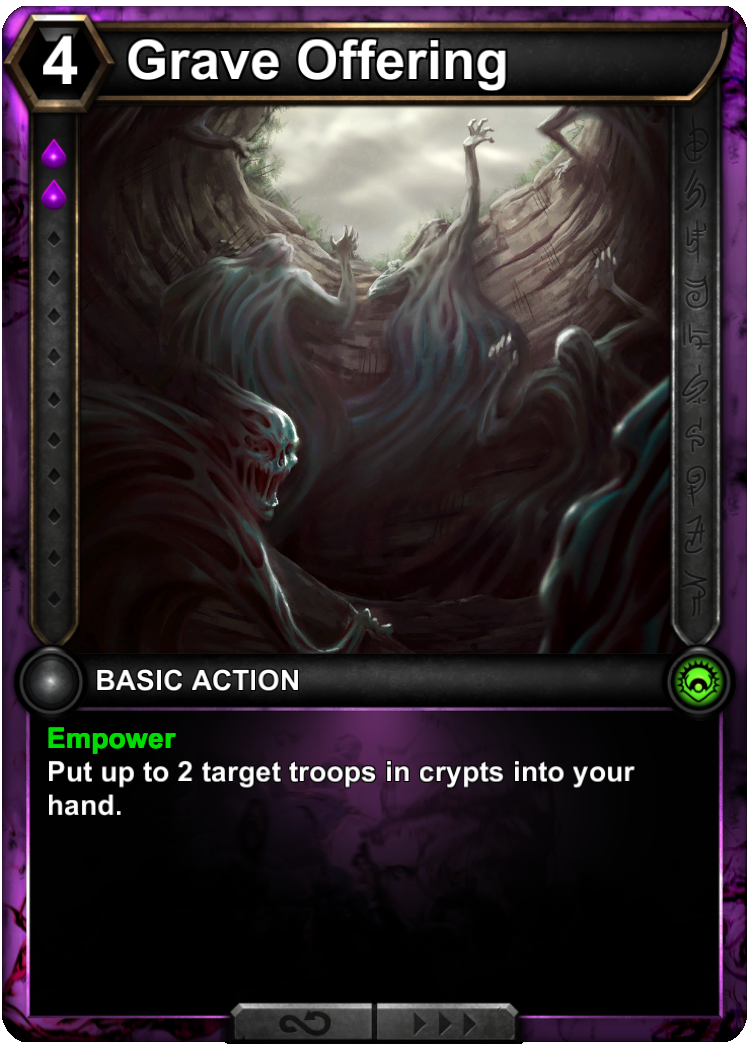 4
Grave Offering
BASIC ACTION
Empower
Put up to 2 target troops in crypts into your
hand.